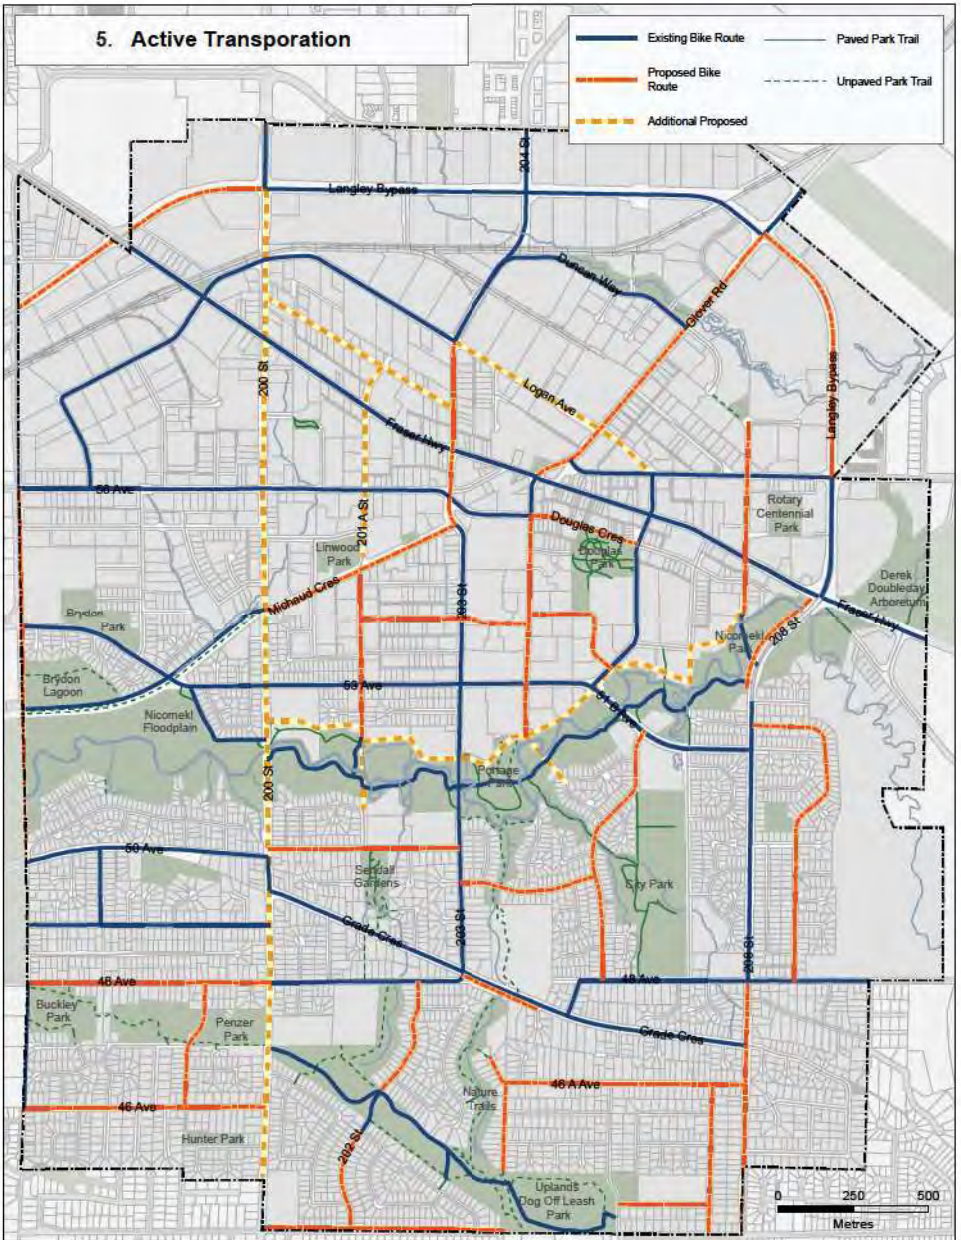 5. Active Transporation
Existing Bike Route
Paved Park Trail
Proposed Bike
Route
Unpaved Park Trail
Additional Proposed
204 St
Langley Bypass
Duncan Way
Glover Rd
200 St
Logan Ave
Langley Bypass
Fraser Hwy
56 Ave
201 A St
Rotary
Centennial
Park
Douglas Cres
Douglas
Park
Linwood
Park
Michaud Cres
203 St
Derek
Doubleday
Arboretum
Brydon
Park
Fraser Hwy
208 St
Nicomekl
Park
Brydon
Lagoon
53 Ave
51 B Ave
Nicomekl
Floodplain
200 St
Portage
Park
50 Ave
Sendall
Gardens
City Park
Grade Cres
203 St
208 St
48 Ave
48 Ave
Buckley
Park
Penzer
Park
Grade Cres
46 A Ave
Nature
Trails
46 Ave
Hunter Park
202 St
Uplands
Dog Off Leash
Park
0 250 500
Metres